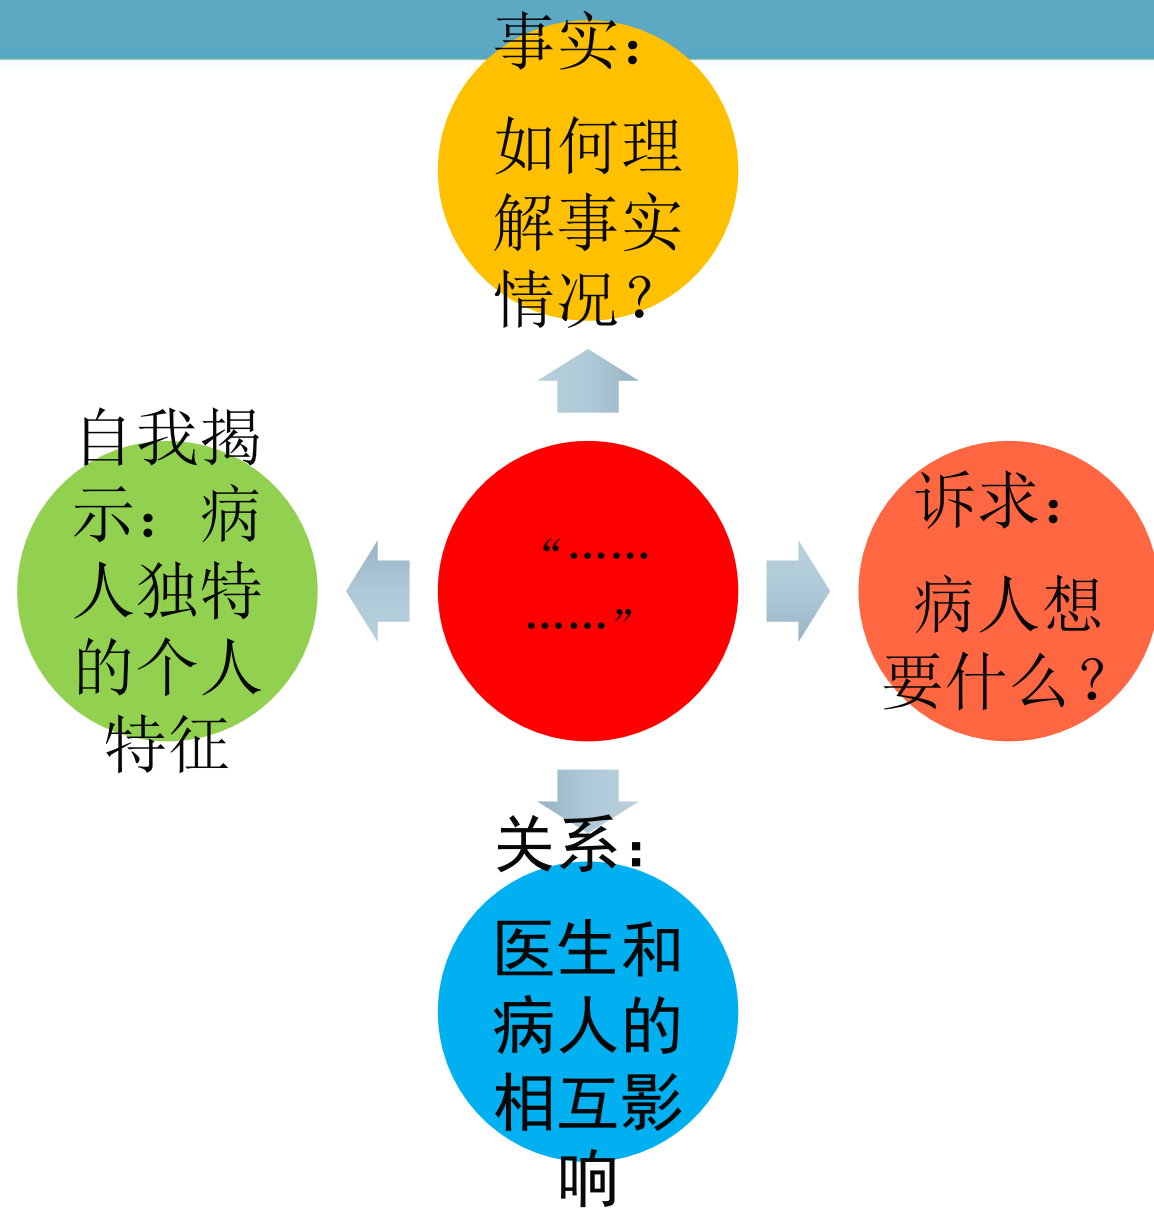 事实：
如何理
解事实
情况？
自我揭
示：病
人独特
的个人
特征
“……
……”
诉求：
病人想
要什么？
关系：
医生和
病人的
相互影
响